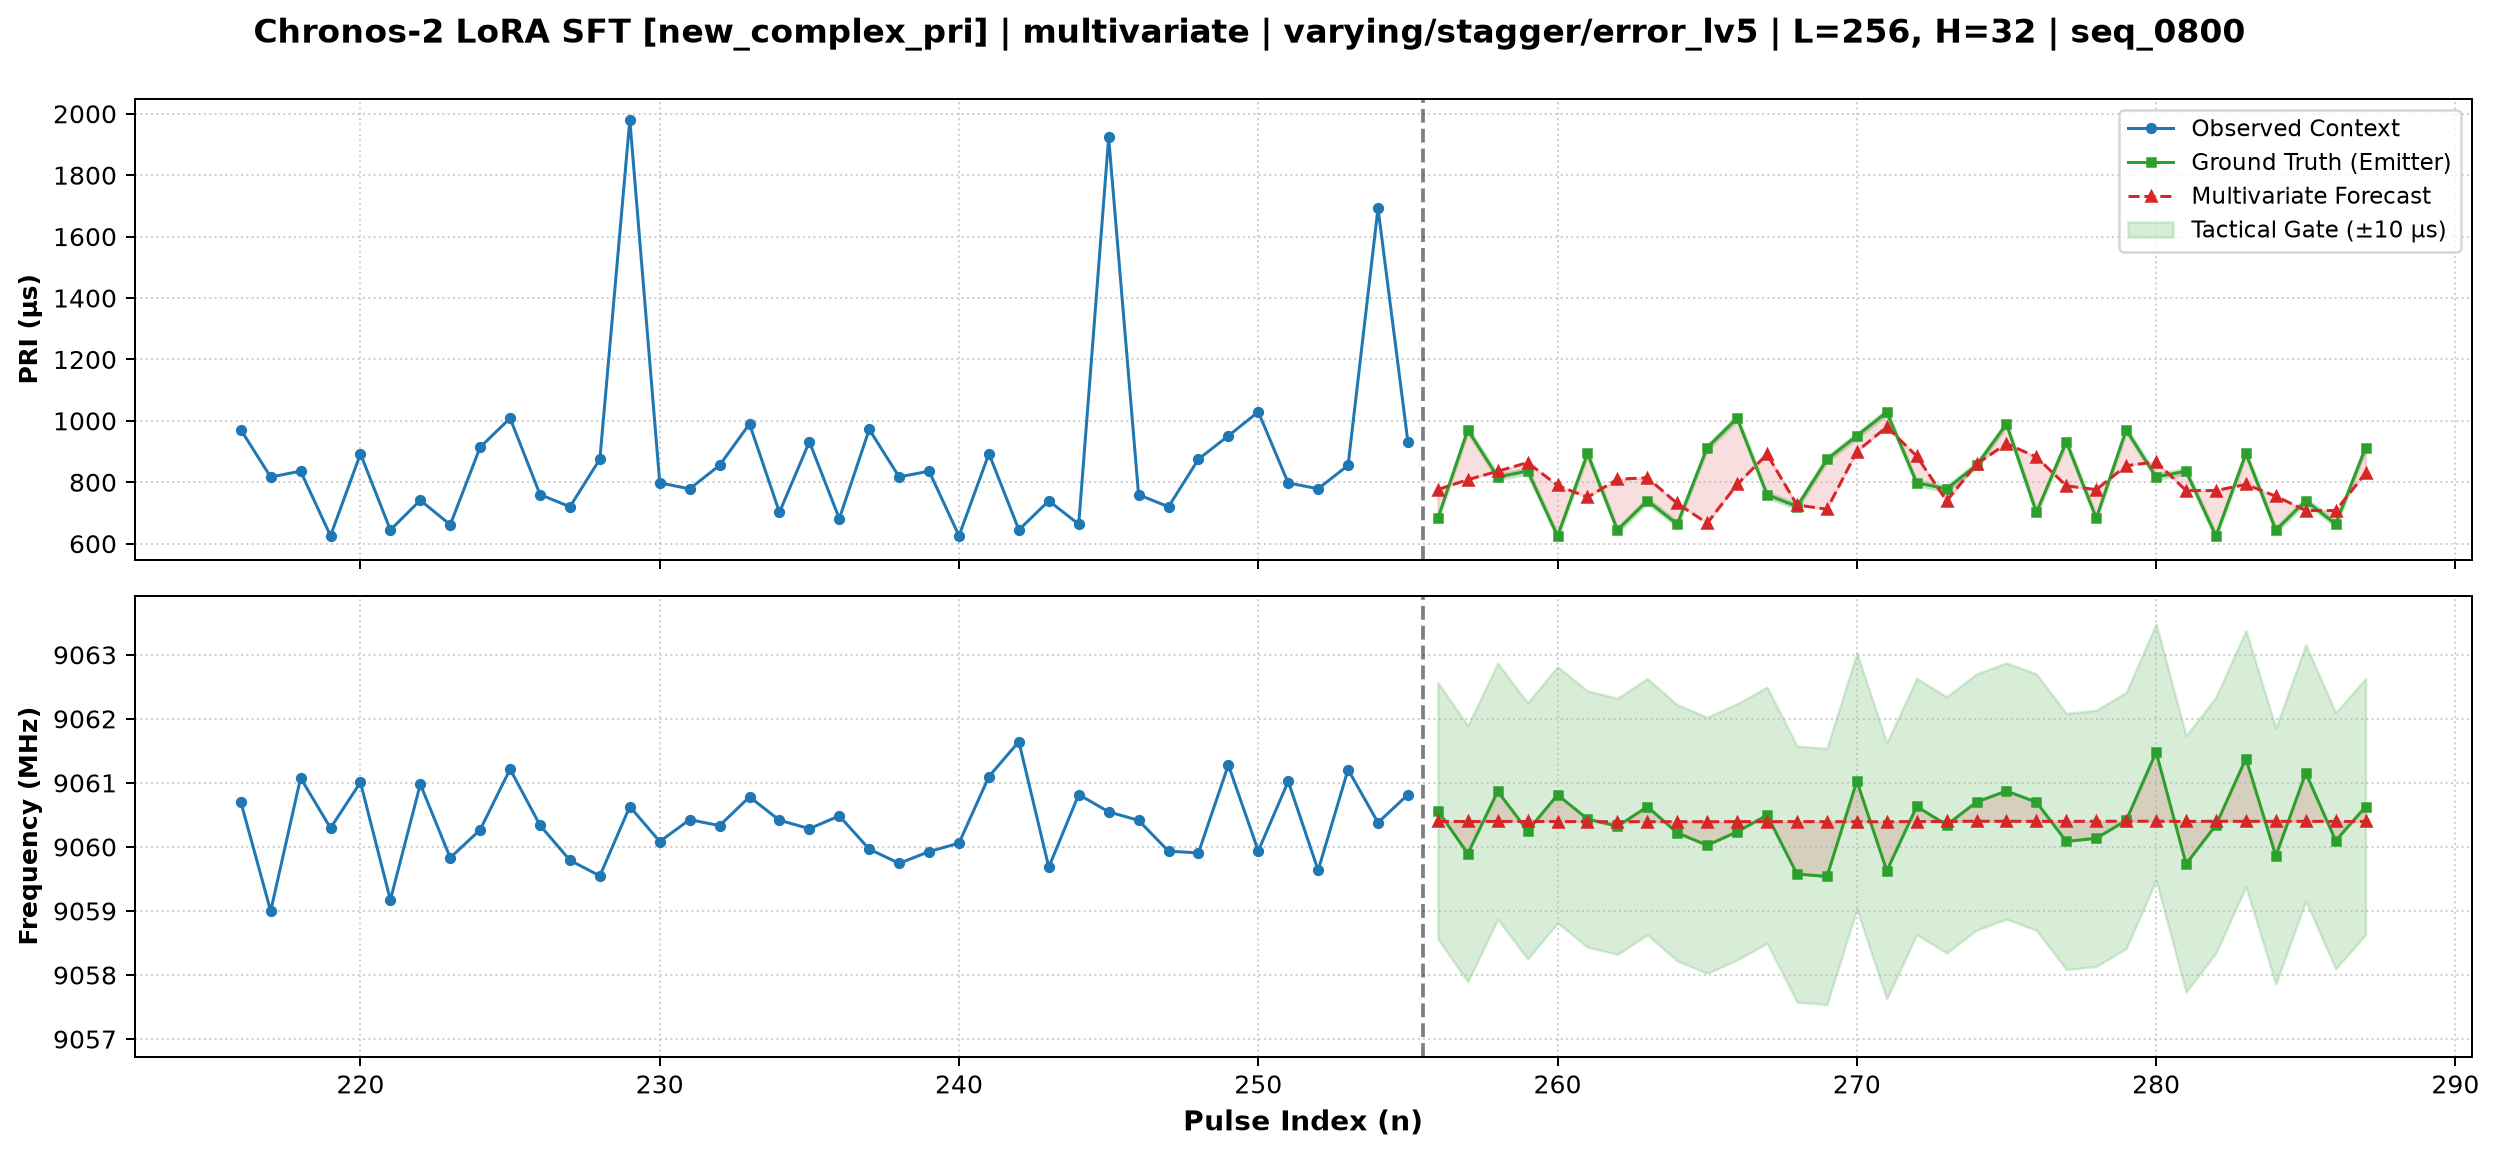 Chronos-2 LoRA SFT [new_complex_pri] | multivariate | varying/stagger/error_lv5 | L=256, H=32 | seq_0800
2000
1800
1600
1400
1200
1000
800
600
PRI (μs)
Observed Context
Ground Truth (Emitter)
Multivariate Forecast
Tactical Gate (±10 μs)
9063
9062
9061
9060
9059
9058
9057
Frequency (MHz)
220
230
240
250
260
270
280
290
Pulse Index (n)